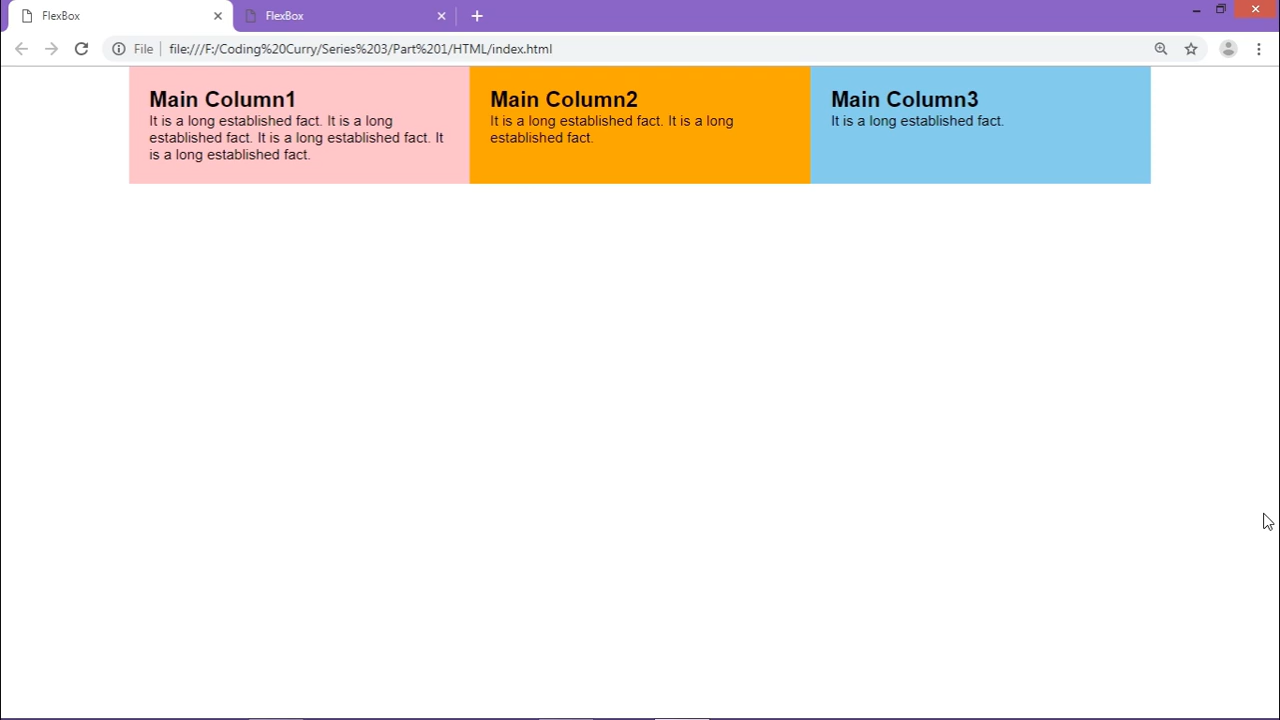 FlexBox
FlexBox
File
file:///F:/Coding%20Curry/Series%203/Part%201/HTML/index.html
Main Column1
It is a long established fact. It is a long
established fact. It is a long established fact. It
is a long established fact.
Main Column2
It is a long established fact. It is a long
established fact.
Main Column3
It is a long established fact.